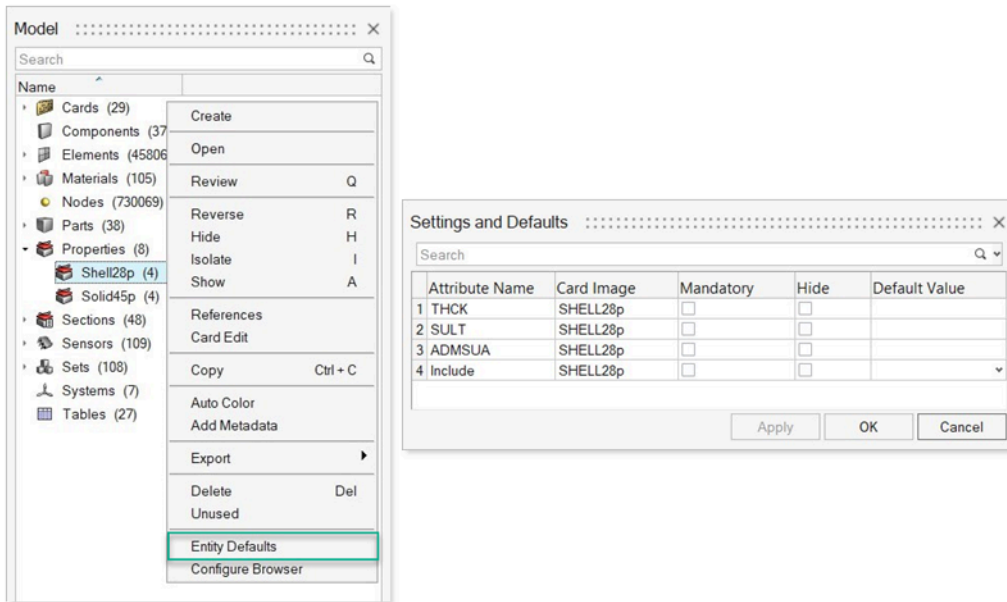 Model
Search
Name
Cards (29)
Components (37
Elements (45806
Materials (105)
Nodes (730069)
Parts (38)
Properties (8)
Shell28p (4)
Solid45p (4)
Sections (48)
Sensors (109)
Sets (108)
Systems (7)
Tables (27)
Create
Open
Review Q
Reverse R
Hide H
Isolate I
Show A
References
Card Edit
Copy Ctrl + C
Auto Color
Add Metadata
Export
Delete Del
Unused
Entity Defaults
Configure Browser
Settings and Defaults
Search
Attribute Name Card Image Mandatory Hide Default Value
1 THCK SHELL28p
2 SULT SHELL28p
3 ADMSUA SHELL28p
4 Include SHELL28p
Apply OK Cancel